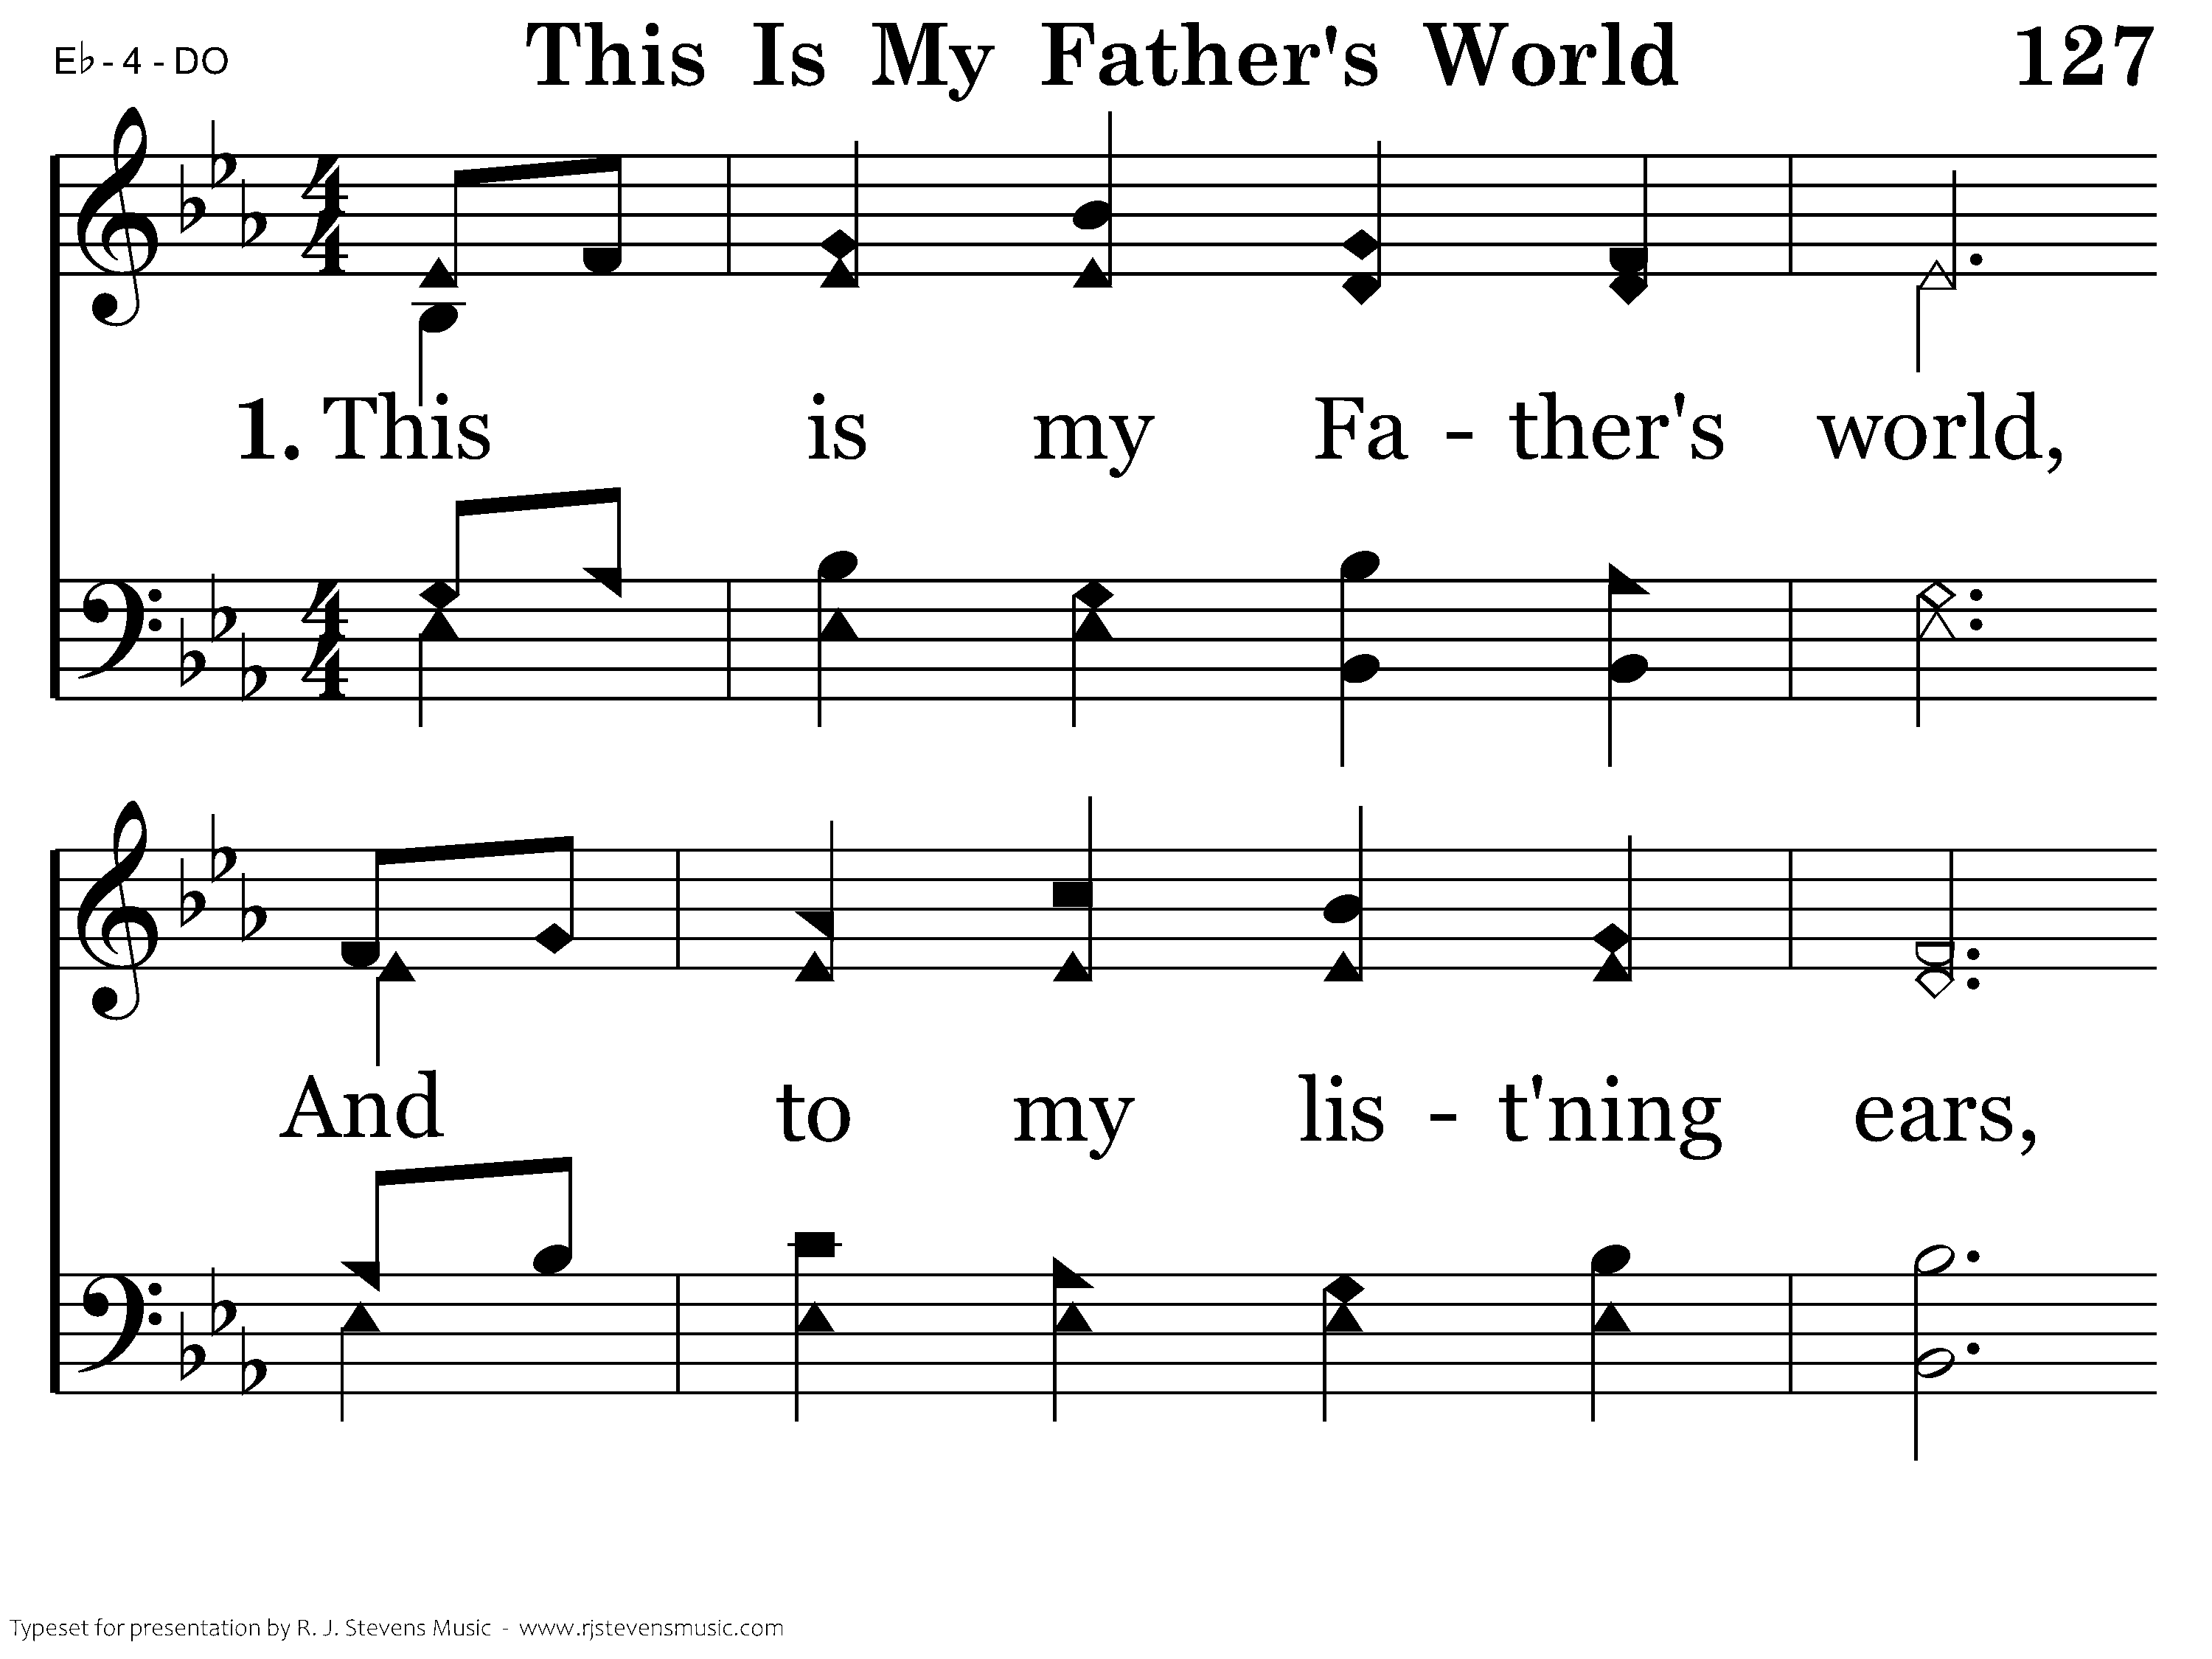 E♭ - 4 - DO This Is My Father's World 127
1. This is my Fa - ther's world,
And to my lis - t'ning ears,
Typeset for presentation by R. J. Stevens Music - www.rjstevensmusic.com